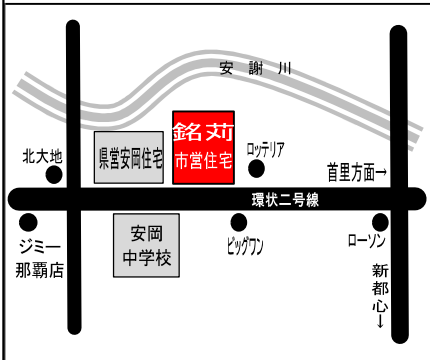 安謝川
銘苅
市営住宅
県営安岡住宅
ロッテリア
北大地
首里方面→
環状二号線
ジミー
那覇店
安岡
中学校
ビッグワン
ローソン
新都心↓